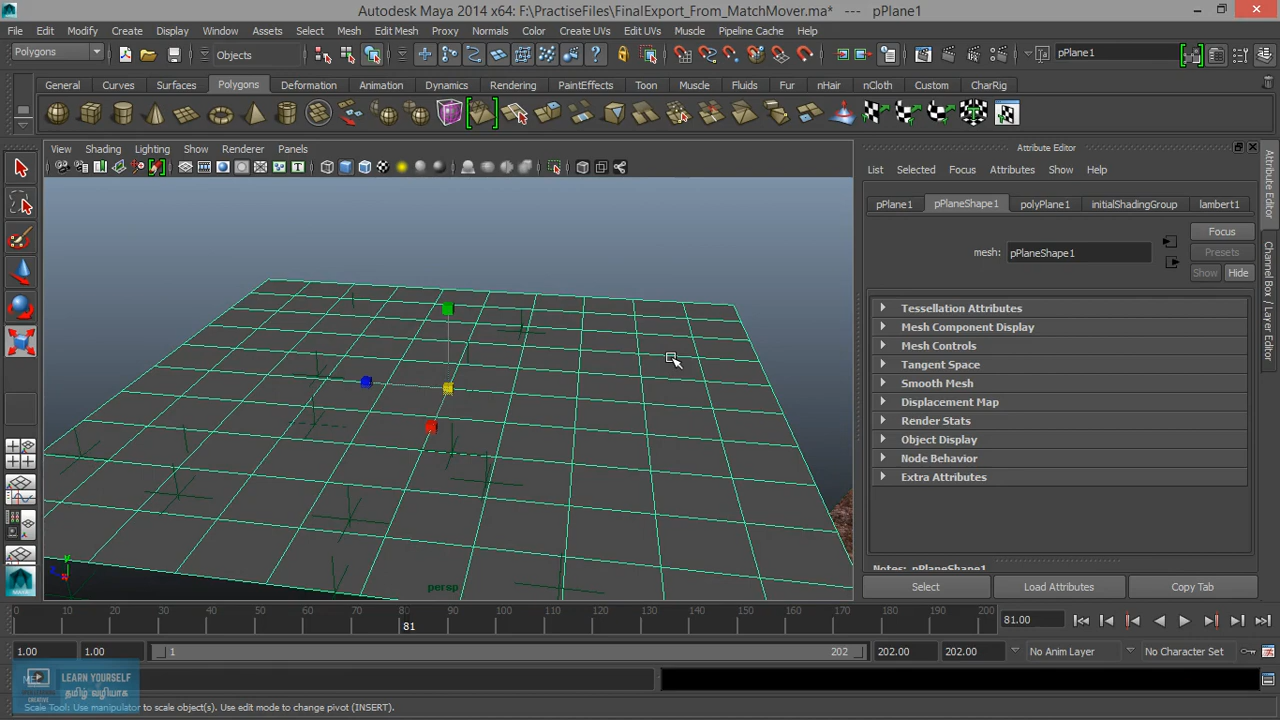 Autodesk Maya 2014 x64: F:\PractiseFiles\FinalExport_From_MatchMover.ma* --- pPlane1
File Edit Modify Create Display Window Assets Select Mesh Edit Mesh Proxy Normals Color Create UVs Edit UVs Muscle Pipeline Cache Help
Polygons Objects pPlane1
General Curves Surfaces Polygons Deformation Animation Dynamics Rendering PaintEffects Toon Muscle Fluids Fur nHair nCloth Custom CharRig
View Shading Lighting Show Renderer Panels
Attribute Editor
List Selected Focus Attributes Show Help
pPlane1 pPlaneShape1 polyPlane1 initialShadingGroup lambert1
Focus
mesh: pPlaneShape1 Presets
Show Hide
Tessellation Attributes
Mesh Component Display
Mesh Controls
Tangent Space
Smooth Mesh
Displacement Map
Render Stats
Object Display
Node Behavior
Extra Attributes
Notes: pPlaneShape1
Select Load Attributes Copy Tab
Attribute Editor
Channel Box / Layer Editor
persp
0 10 20 30 40 50 60 70 80 90 100 110 120 130 140 150 160 170 180 190 200
81
81.00
1.00 1.00 1 202 202.00 202.00 No Anim Layer No Character Set
LEARN YOURSELF
தமிழ் வழியாக
Scale Tool: Use manipulator to scale object(s). Use edit mode to change pivot (INSERT).